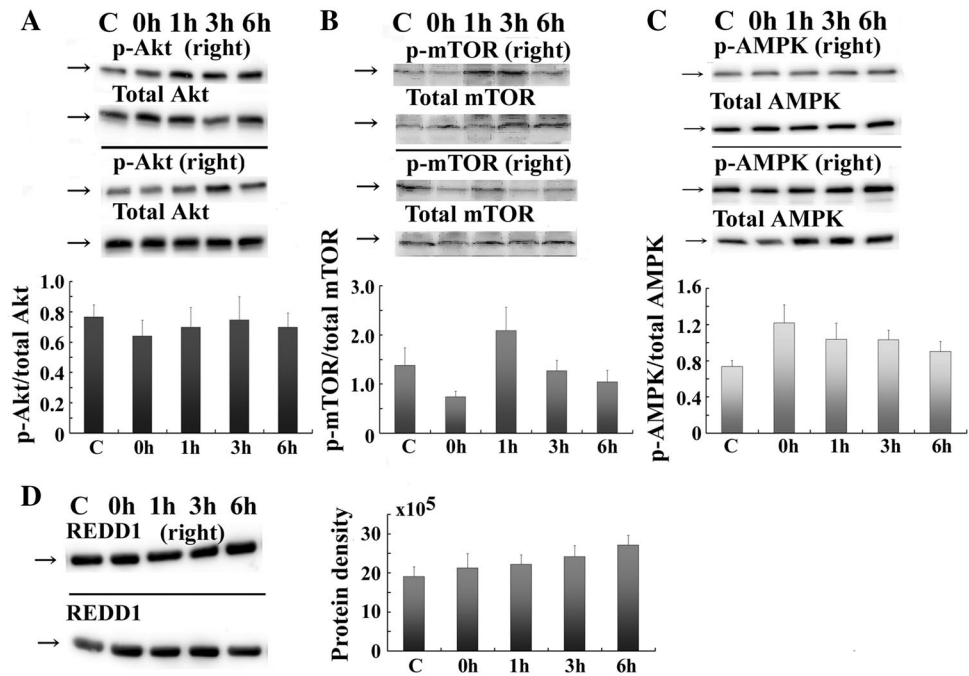 A
C 0h 1h 3h 6h
p-Akt (right)
Total Akt
p-Akt (right)
Total Akt
p-Akt/total Akt
1.0
0.8
0.6
0.4
0.2
0
C 0h 1h 3h 6h
B
C 0h 1h 3h 6h
p-mTOR (right)
Total mTOR
p-mTOR (right)
Total mTOR
p-mTOR/total mTOR
3.0
2.0
1.0
0
C 0h 1h 3h 6h
C
C 0h 1h 3h 6h
p-AMPK (right)
Total AMPK
p-AMPK (right)
Total AMPK
p-AMPK/total AMPK
1.6
1.2
0.8
0.4
0
C 0h 1h 3h 6h
D
C 0h 1h 3h 6h
REDD1 (right)
REDD1
Protein density
x10⁵
30
20
10
0
C 0h 1h 3h 6h